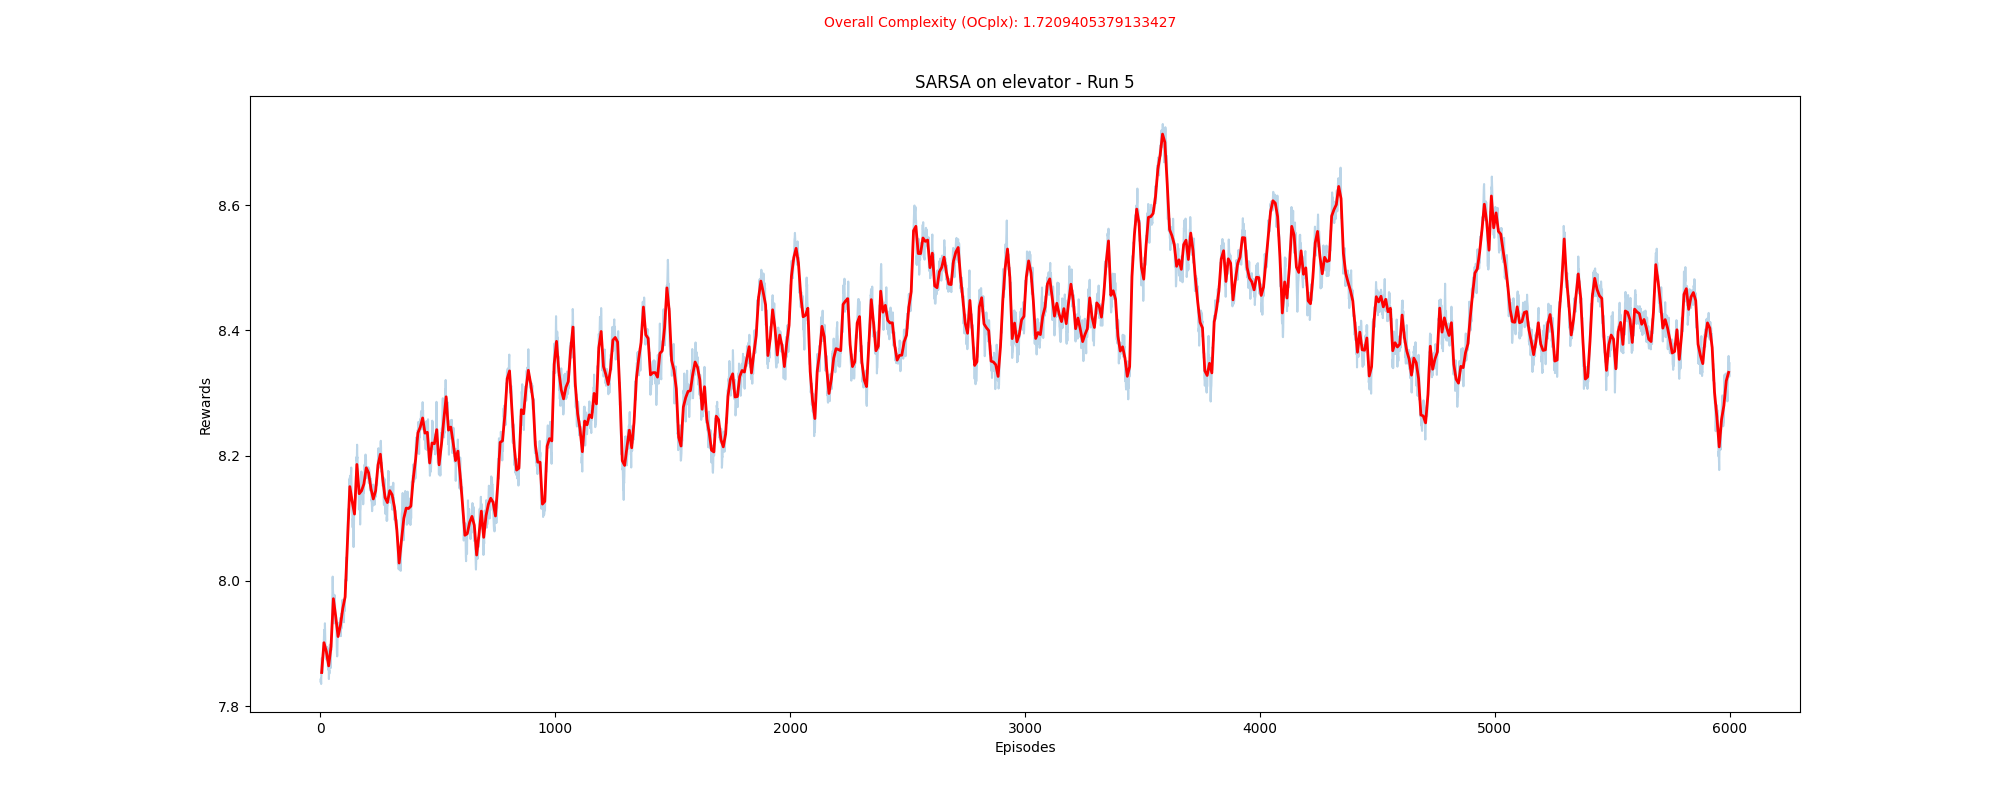 Overall Complexity (OCplx): 1.7209405379133427
SARSA on elevator - Run 5
Rewards
8.6
8.4
8.2
8.0
7.8
0 1000 2000 3000 4000 5000 6000
Episodes